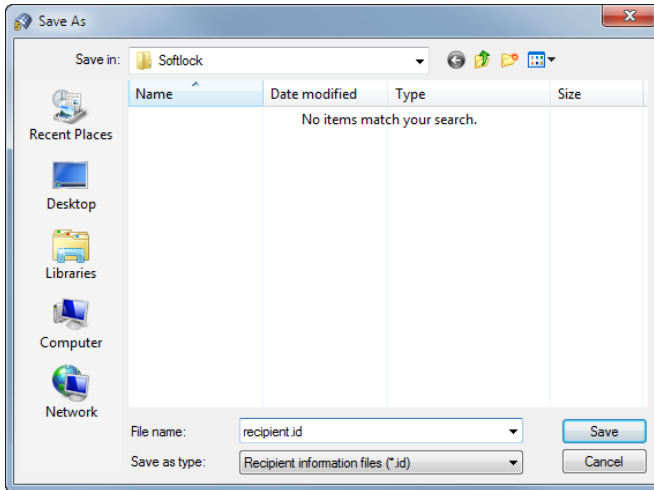 Save As
Save in: Softlock
Name Date modified Type Size
No items match your search.
Recent Places
Desktop
Libraries
Computer
Network
File name: recipient.id Save
Save as type: Recipient information files (*.id) Cancel